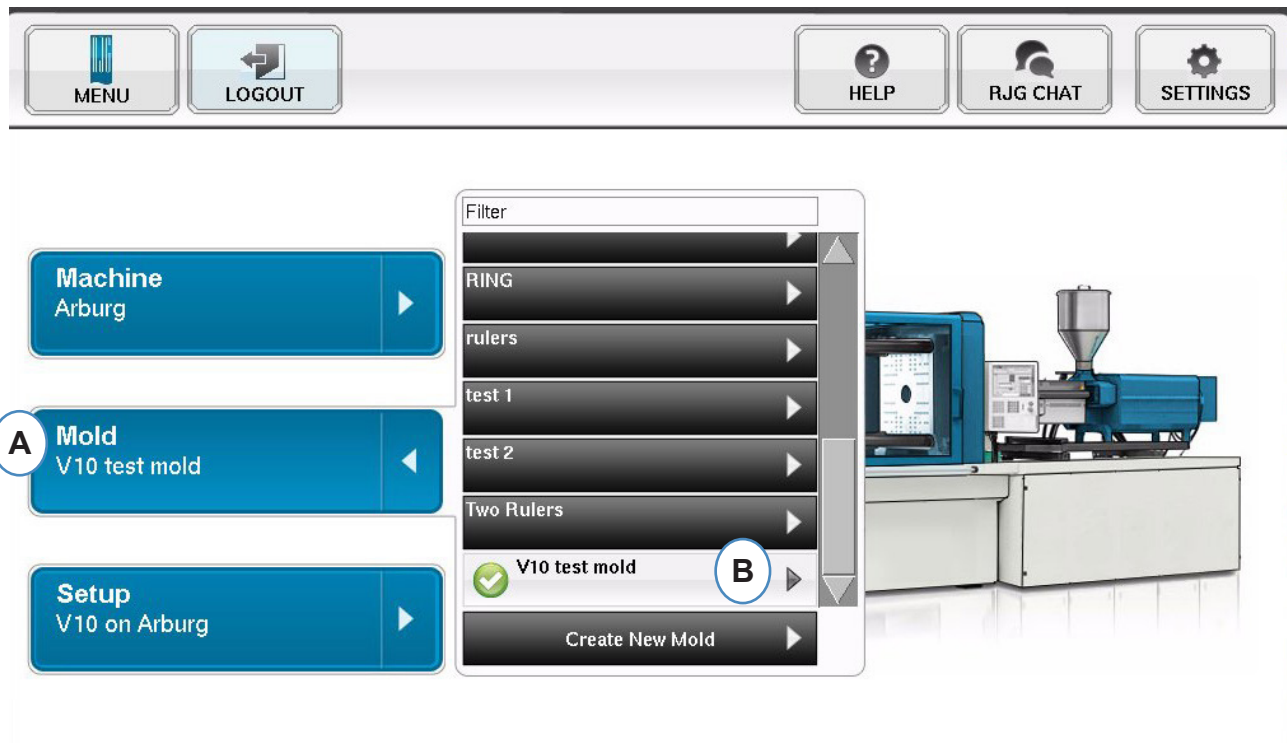 MENU
LOGOUT
HELP
RJG CHAT
SETTINGS
Filter
Machine
Arburg
A
Mold
V10 test mold
Setup
V10 on Arburg
RING
rulers
test 1
test 2
Two Rulers
V10 test mold
B
Create New Mold